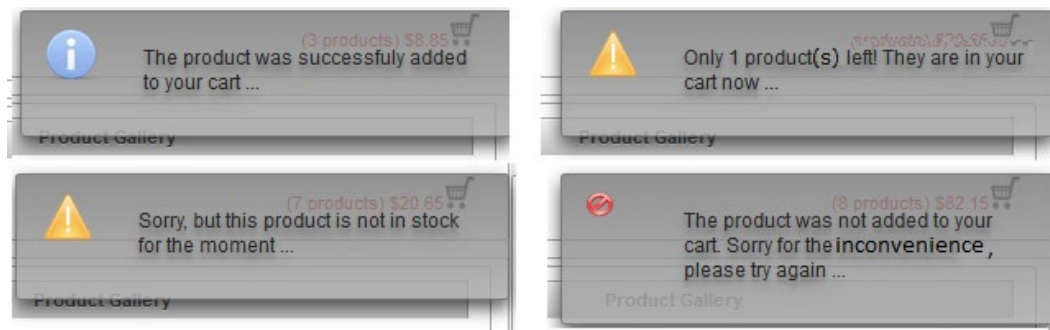 (3 products) $8.85
The product was successfuly added
to your cart ...
Product Gallery
Only 1 product(s) left! They are in your
cart now ...
Product Gallery
(7 products) $20.65
Sorry, but this product is not in stock
for the moment ...
Product Gallery
(8 products) $82.15
The product was not added to your
cart. Sorry for the inconvenience,
please try again ...
Product Gallery